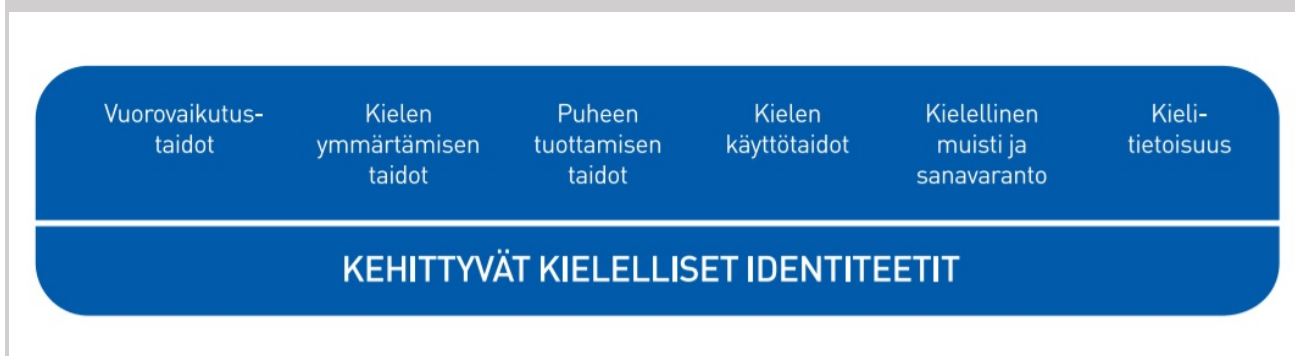 Vuorovaikutus-
taidot
Kielen
ymmärtämisen
taidot
Puheen
tuottamisen
taidot
Kielen
käyttötaidot
Kielellinen
muisti ja
sanavaranto
Kieli-
tietoisuus
KEHITTYVÄT KIELELLISET IDENTITEETIT